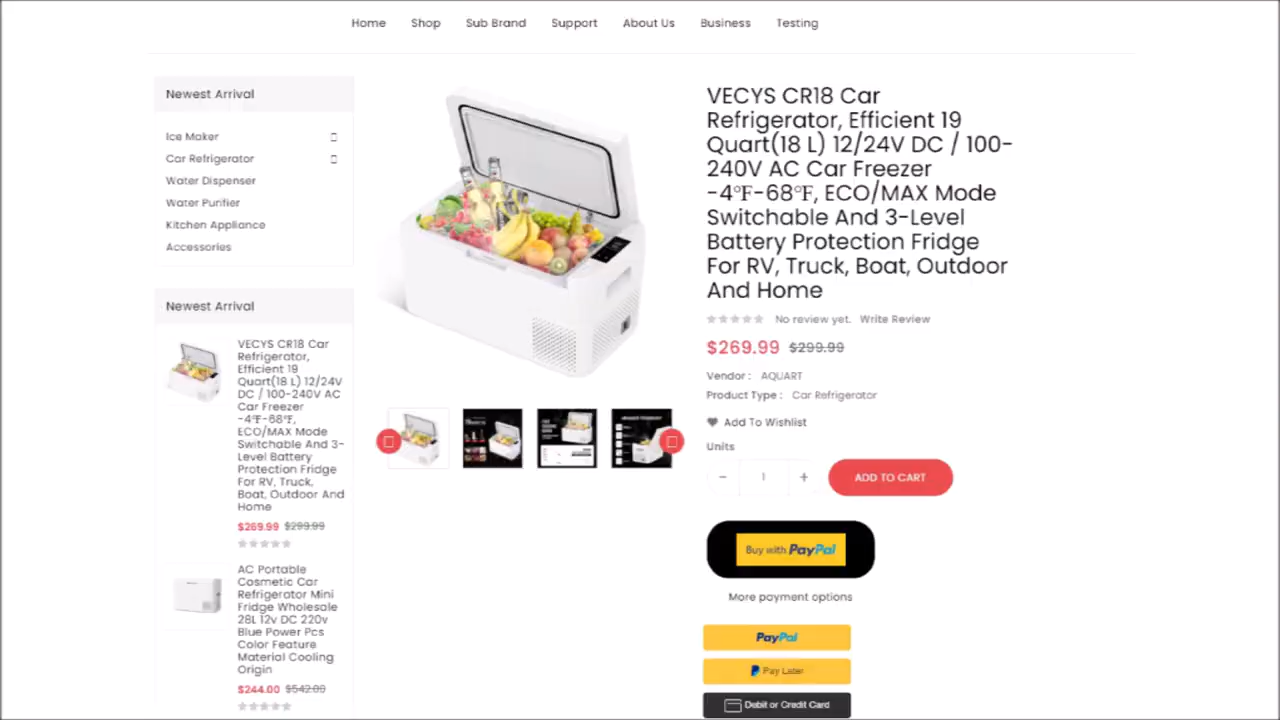 Home Shop Sub Brand Support About Us Business Testing
Newest Arrival
Ice Maker
Car Refrigerator
Water Dispenser
Water Purifier
Kitchen Appliance
Accessories
Newest Arrival
VECYS CR18 Car
Refrigerator,
Efficient 19
Quart(18 L) 12/24V
DC / 100-240V AC
Car Freezer
-4℉-68℉,
ECO/MAX Mode
Switchable And 3-
Level Battery
Protection Fridge
For RV, Truck,
Boat, Outdoor And
Home
$269.99 $299.99
AC Portable
Cosmetic Car
Refrigerator Mini
Fridge Wholesale
28L 12v DC 220v
Blue Power Pcs
Color Feature
Material Cooling
Origin
$244.00 $542.00
VECYS CR18 Car
Refrigerator, Efficient 19
Quart(18 L) 12/24V DC / 100-
240V AC Car Freezer
-4℉-68℉, ECO/MAX Mode
Switchable And 3-Level
Battery Protection Fridge
For RV, Truck, Boat, Outdoor
And Home
No review yet. Write Review
$269.99 $299.99
Vendor : AQUART
Product Type : Car Refrigerator
Add To Wishlist
Units
- 1 + ADD TO CART
Buy with PayPal
More payment options
PayPal
Pay Later
Debit or Credit Card